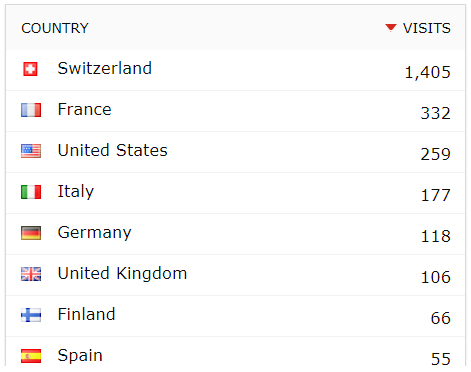 COUNTRY VISITS
Switzerland 1,405
France 332
United States 259
Italy 177
Germany 118
United Kingdom 106
Finland 66
Spain 55